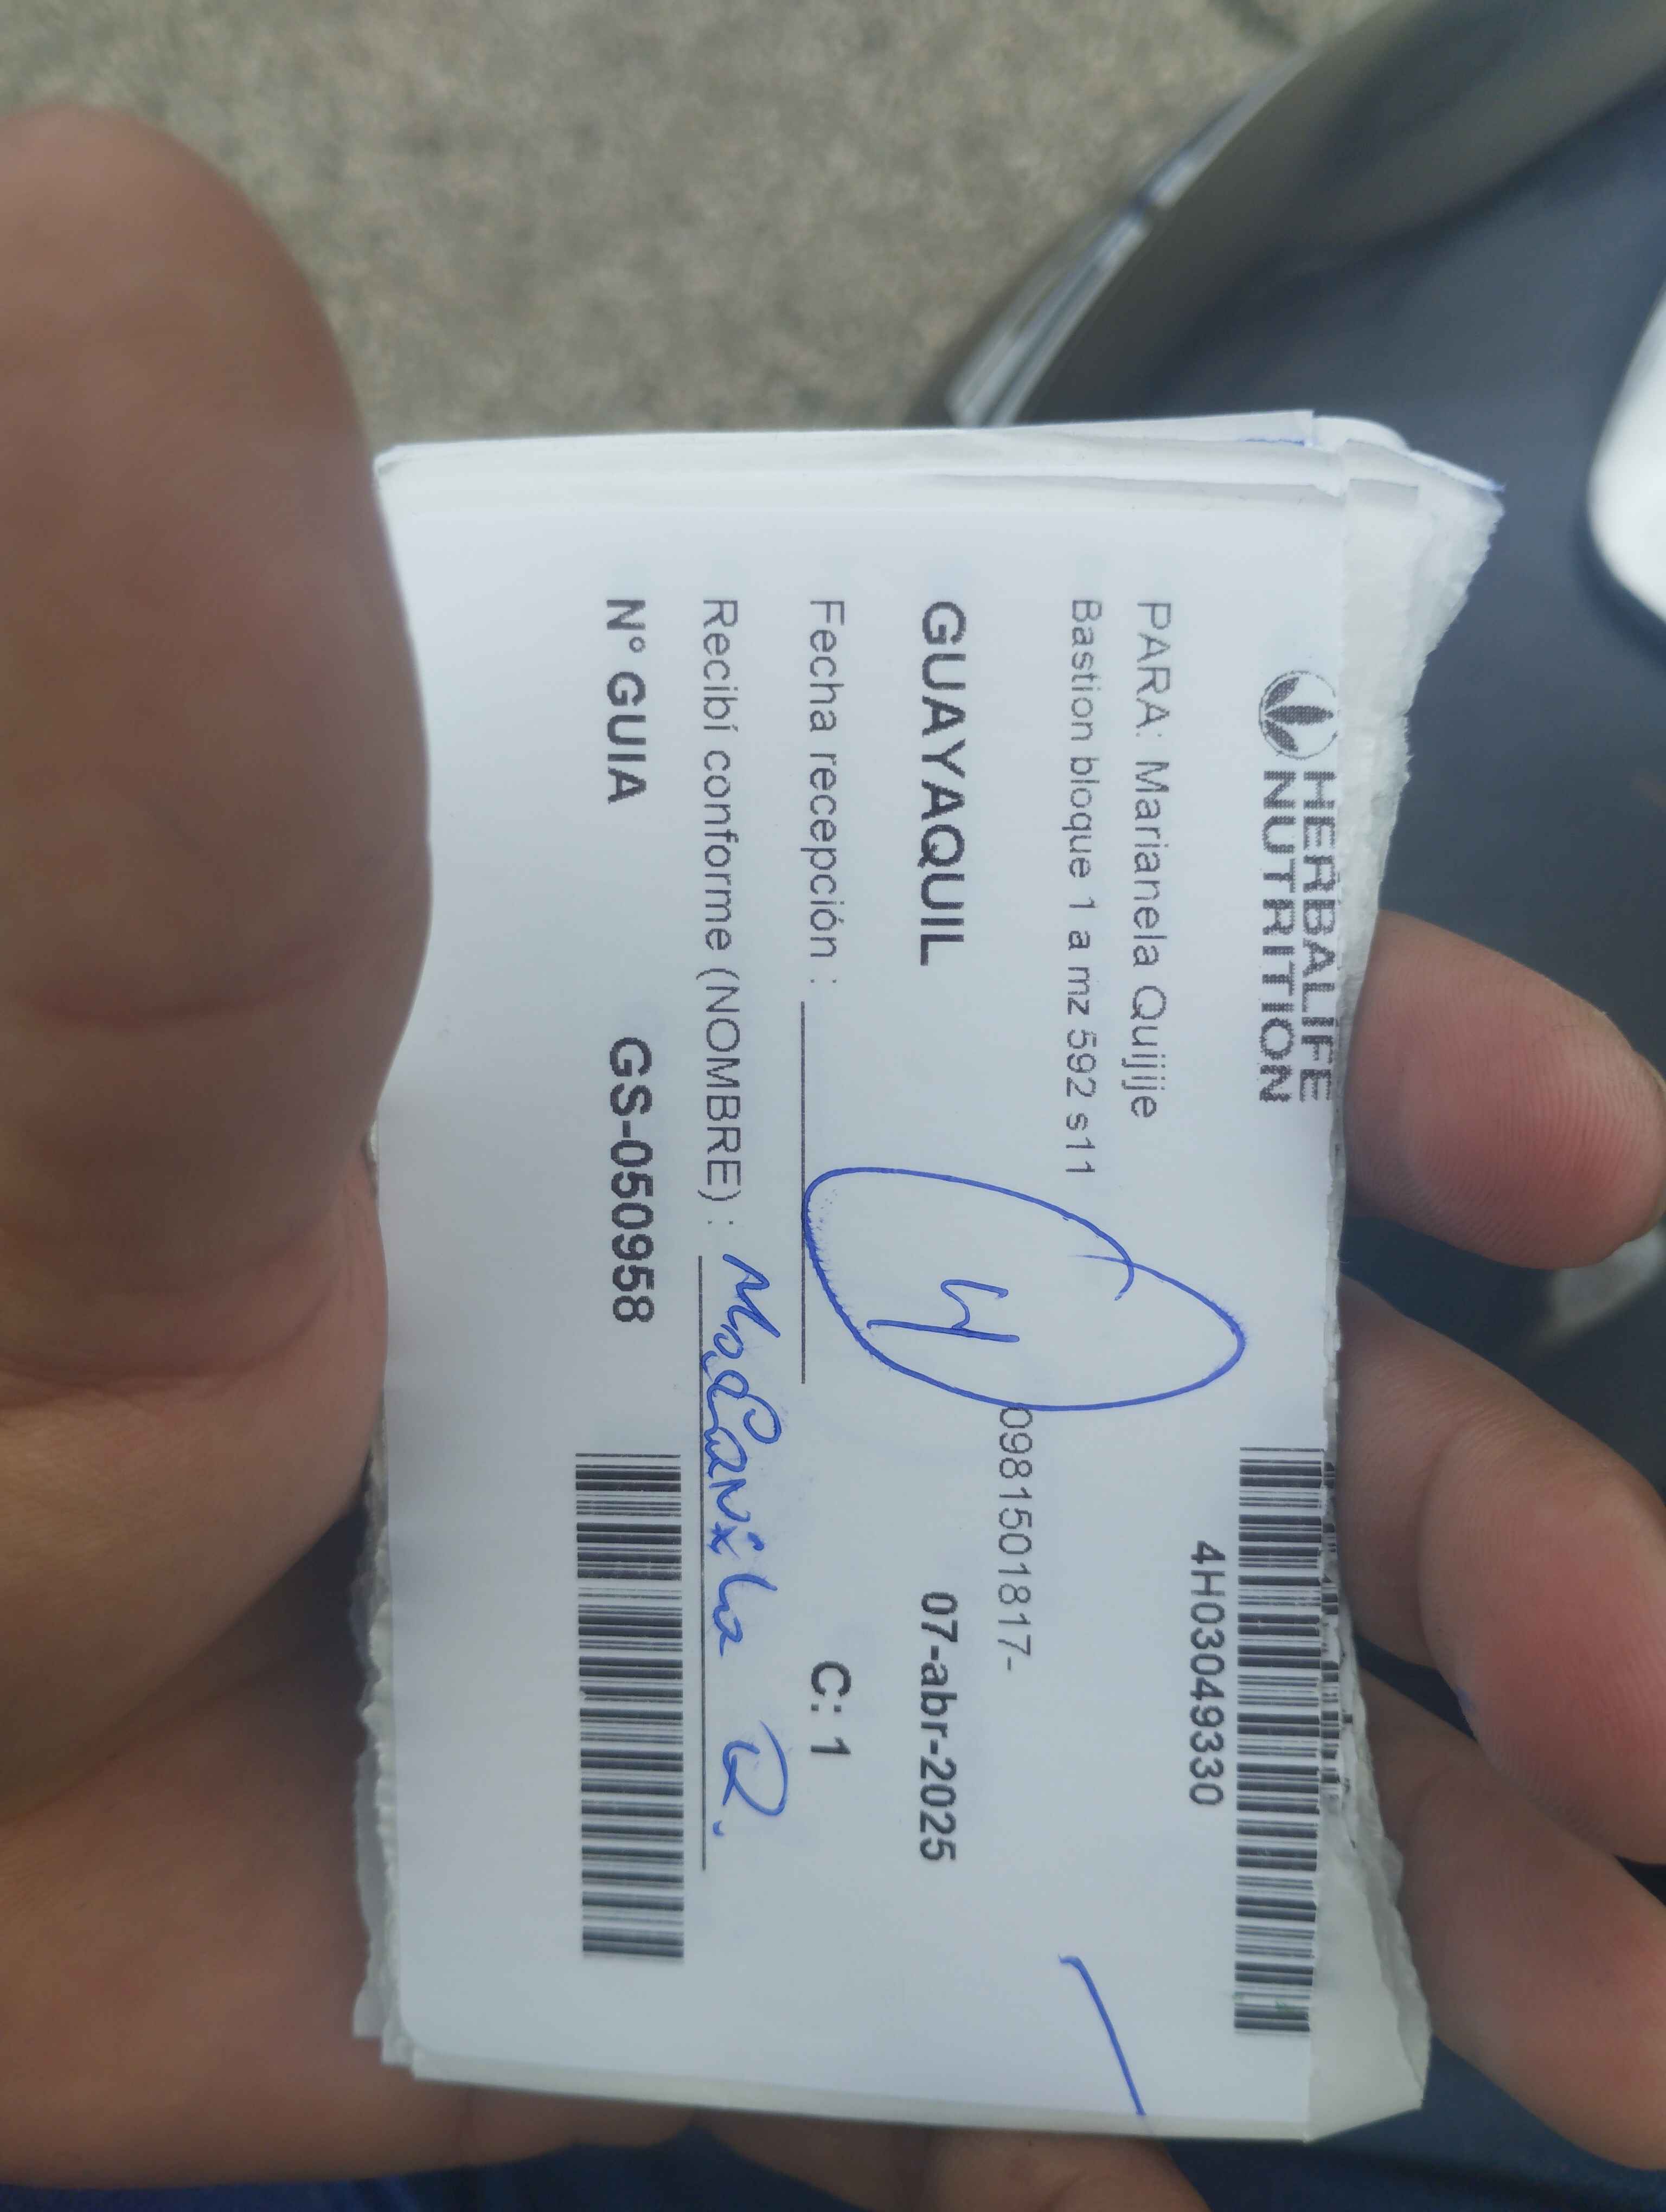 HERBALIFE
NUTRITION
4H03049330
PARA: Marianela Quijije
Bastion bloque 1 a mz 592 s11
4
0981501817-
GUAYAQUIL
07-abr-2025
Fecha recepción :
C: 1
Recibí conforme (NOMBRE) : Q.
N° GUIA
GS-050958